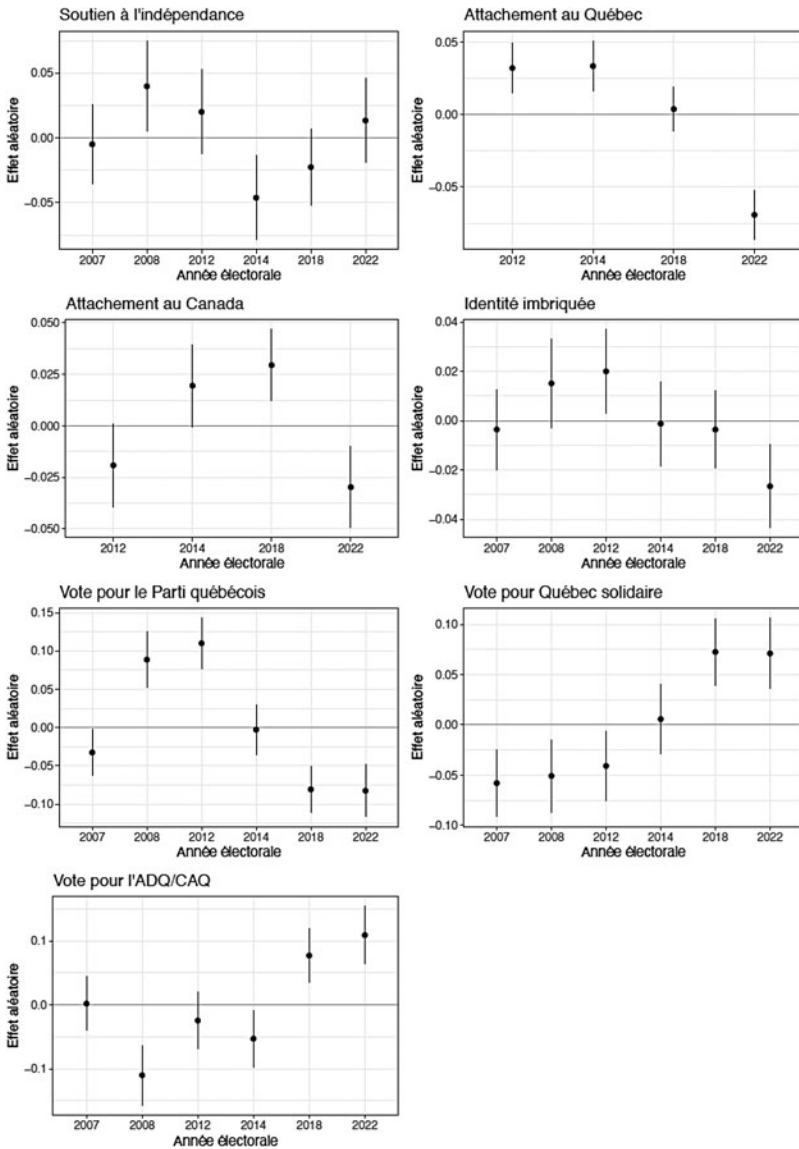 Soutien à l'indépendance
Effet aléatoire
0.05
0.00
−0.05
2007 2008 2012 2014 2018 2022
Année électorale
Attachement au Québec
Effet aléatoire
0.05
0.00
−0.05
2012 2014 2018 2022
Année électorale
Attachement au Canada
Effet aléatoire
0.050
0.025
0.000
−0.025
−0.050
2012 2014 2018 2022
Année électorale
Identité imbriquée
Effet aléatoire
0.04
0.02
0.00
−0.02
−0.04
2007 2008 2012 2014 2018 2022
Année électorale
Vote pour le Parti québécois
Effet aléatoire
0.15
0.10
0.05
0.00
−0.05
−0.10
2007 2008 2012 2014 2018 2022
Année électorale
Vote pour Québec solidaire
Effet aléatoire
0.10
0.05
0.00
−0.05
−0.10
2007 2008 2012 2014 2018 2022
Année électorale
Vote pour l'ADQ/CAQ
Effet aléatoire
0.1
0.0
−0.1
2007 2008 2012 2014 2018 2022
Année électorale